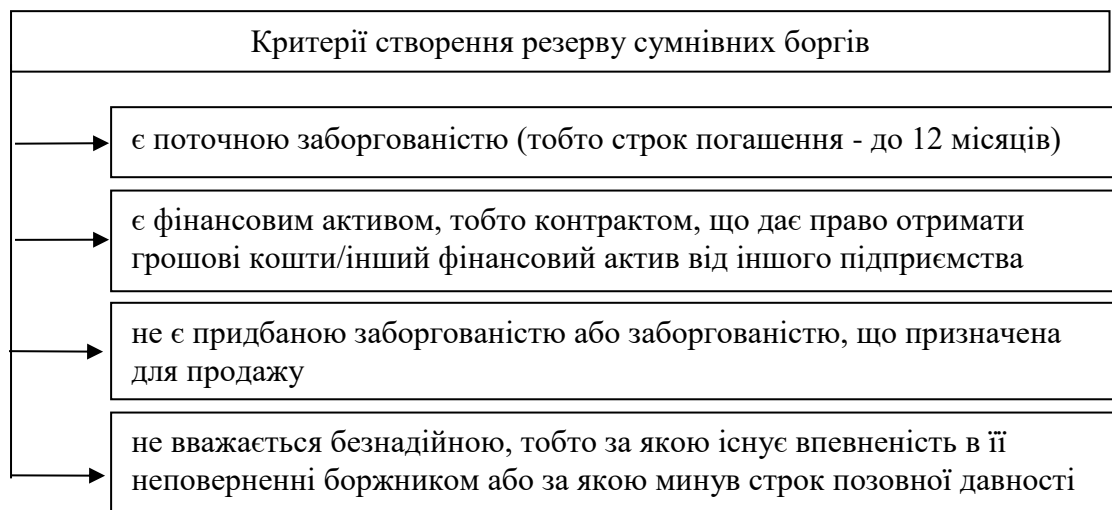 Критерії створення резерву сумнівних боргів
є поточною заборгованістю (тобто строк погашення - до 12 місяців)
є фінансовим активом, тобто контрактом, що дає право отримати
грошові кошти/інший фінансовий актив від іншого підприємства
не є придбаною заборгованістю або заборгованістю, що призначена
для продажу
не вважається безнадійною, тобто за якою існує впевненість в її
неповерненні боржником або за якою минув строк позовної давності